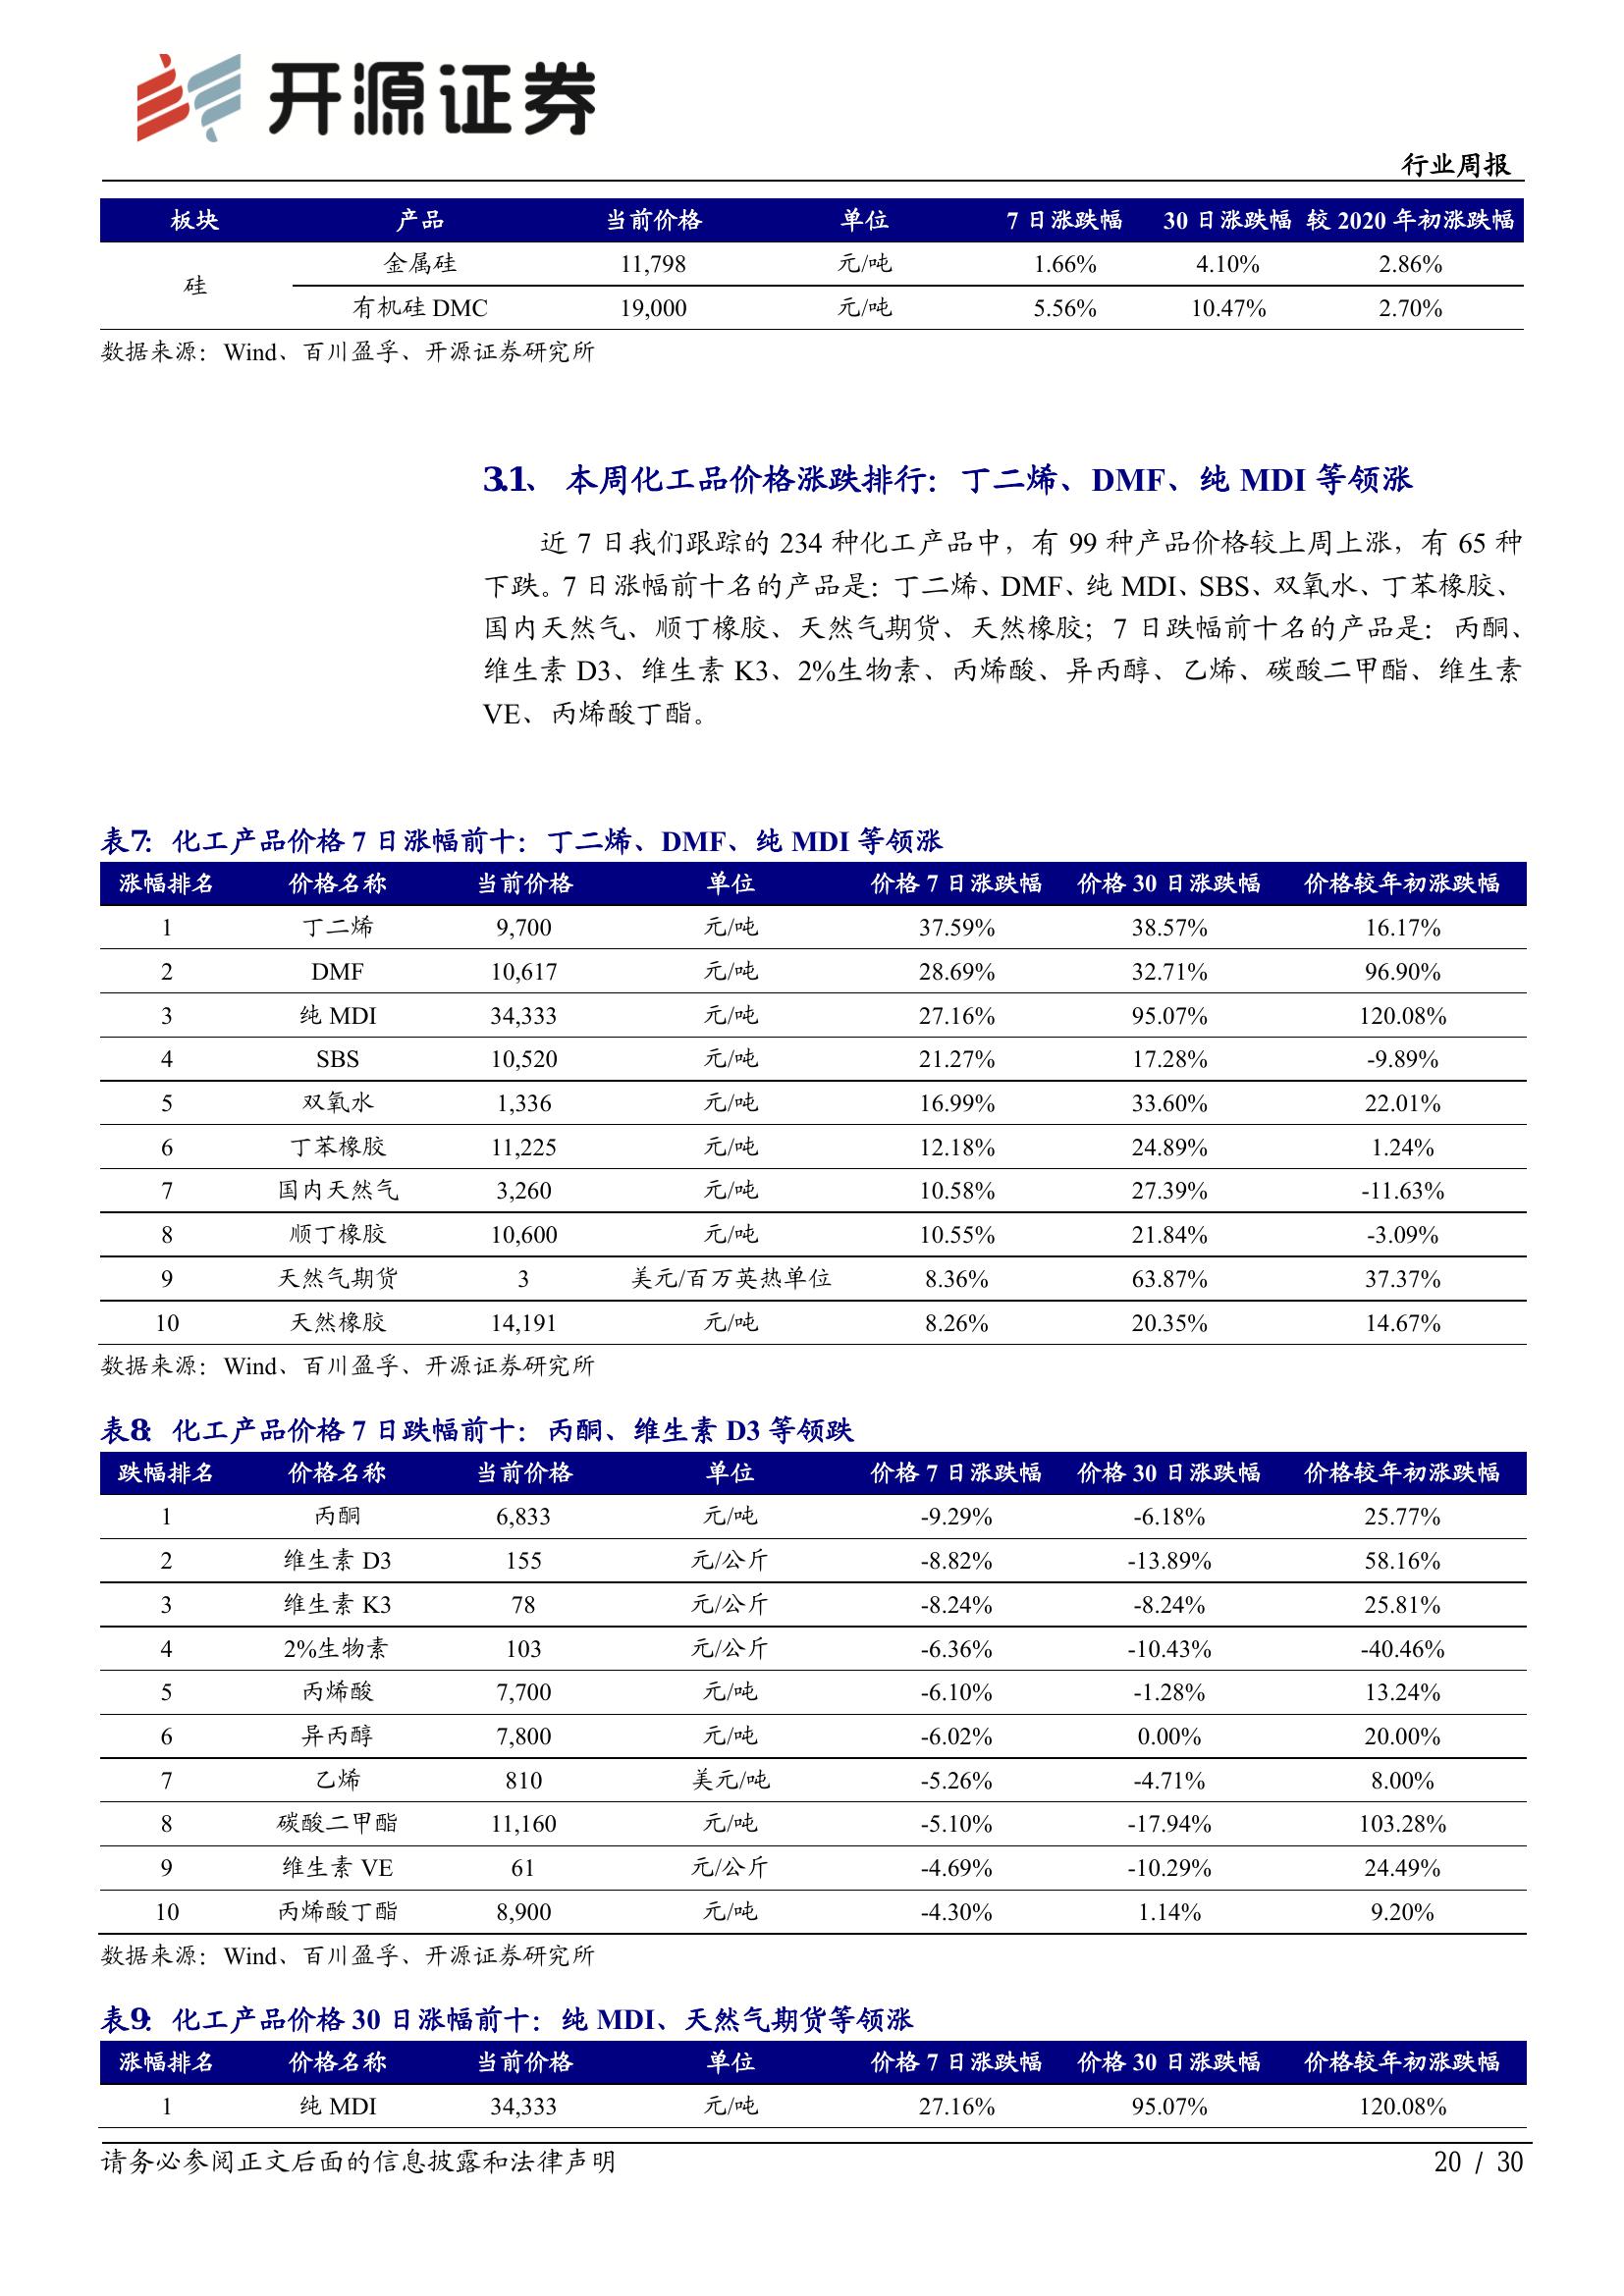 开源证券
行业周报
板块 产品 当前价格 单位 7 日涨跌幅 30 日涨跌幅 较 2020 年初涨跌幅
硅 金属硅 11,798 元/吨 1.66% 4.10% 2.86%
有机硅 DMC 19,000 元/吨 5.56% 10.47% 2.70%
数据来源：Wind、百川盈孚、开源证券研究所
3.1、 本周化工品价格涨跌排行：丁二烯、DMF、纯 MDI 等领涨
近 7 日我们跟踪的 234 种化工产品中，有 99 种产品价格较上周上涨，有 65 种
下跌。7 日涨幅前十名的产品是：丁二烯、DMF、纯 MDI、SBS、双氧水、丁苯橡胶、
国内天然气、顺丁橡胶、天然气期货、天然橡胶；7 日跌幅前十名的产品是：丙酮、
维生素 D3、维生素 K3、2%生物素、丙烯酸、异丙醇、乙烯、碳酸二甲酯、维生素
VE、丙烯酸丁酯。
表7：化工产品价格 7 日涨幅前十：丁二烯、DMF、纯 MDI 等领涨
涨幅排名 价格名称 当前价格 单位 价格 7 日涨跌幅 价格 30 日涨跌幅 价格较年初涨跌幅
1 丁二烯 9,700 元/吨 37.59% 38.57% 16.17%
2 DMF 10,617 元/吨 28.69% 32.71% 96.90%
3 纯 MDI 34,333 元/吨 27.16% 95.07% 120.08%
4 SBS 10,520 元/吨 21.27% 17.28% -9.89%
5 双氧水 1,336 元/吨 16.99% 33.60% 22.01%
6 丁苯橡胶 11,225 元/吨 12.18% 24.89% 1.24%
7 国内天然气 3,260 元/吨 10.58% 27.39% -11.63%
8 顺丁橡胶 10,600 元/吨 10.55% 21.84% -3.09%
9 天然气期货 3 美元/百万英热单位 8.36% 63.87% 37.37%
10 天然橡胶 14,191 元/吨 8.26% 20.35% 14.67%
数据来源：Wind、百川盈孚、开源证券研究所
表8：化工产品价格 7 日跌幅前十：丙酮、维生素 D3 等领跌
跌幅排名 价格名称 当前价格 单位 价格 7 日涨跌幅 价格 30 日涨跌幅 价格较年初涨跌幅
1 丙酮 6,833 元/吨 -9.29% -6.18% 25.77%
2 维生素 D3 155 元/公斤 -8.82% -13.89% 58.16%
3 维生素 K3 78 元/公斤 -8.24% -8.24% 25.81%
4 2%生物素 103 元/公斤 -6.36% -10.43% -40.46%
5 丙烯酸 7,700 元/吨 -6.10% -1.28% 13.24%
6 异丙醇 7,800 元/吨 -6.02% 0.00% 20.00%
7 乙烯 810 美元/吨 -5.26% -4.71% 8.00%
8 碳酸二甲酯 11,160 元/吨 -5.10% -17.94% 103.28%
9 维生素 VE 61 元/公斤 -4.69% -10.29% 24.49%
10 丙烯酸丁酯 8,900 元/吨 -4.30% 1.14% 9.20%
数据来源：Wind、百川盈孚、开源证券研究所
表9：化工产品价格 30 日涨幅前十：纯 MDI、天然气期货等领涨
涨幅排名 价格名称 当前价格 单位 价格 7 日涨跌幅 价格 30 日涨跌幅 价格较年初涨跌幅
1 纯 MDI 34,333 元/吨 27.16% 95.07% 120.08%
请务必参阅正文后面的信息披露和法律声明
20 / 30